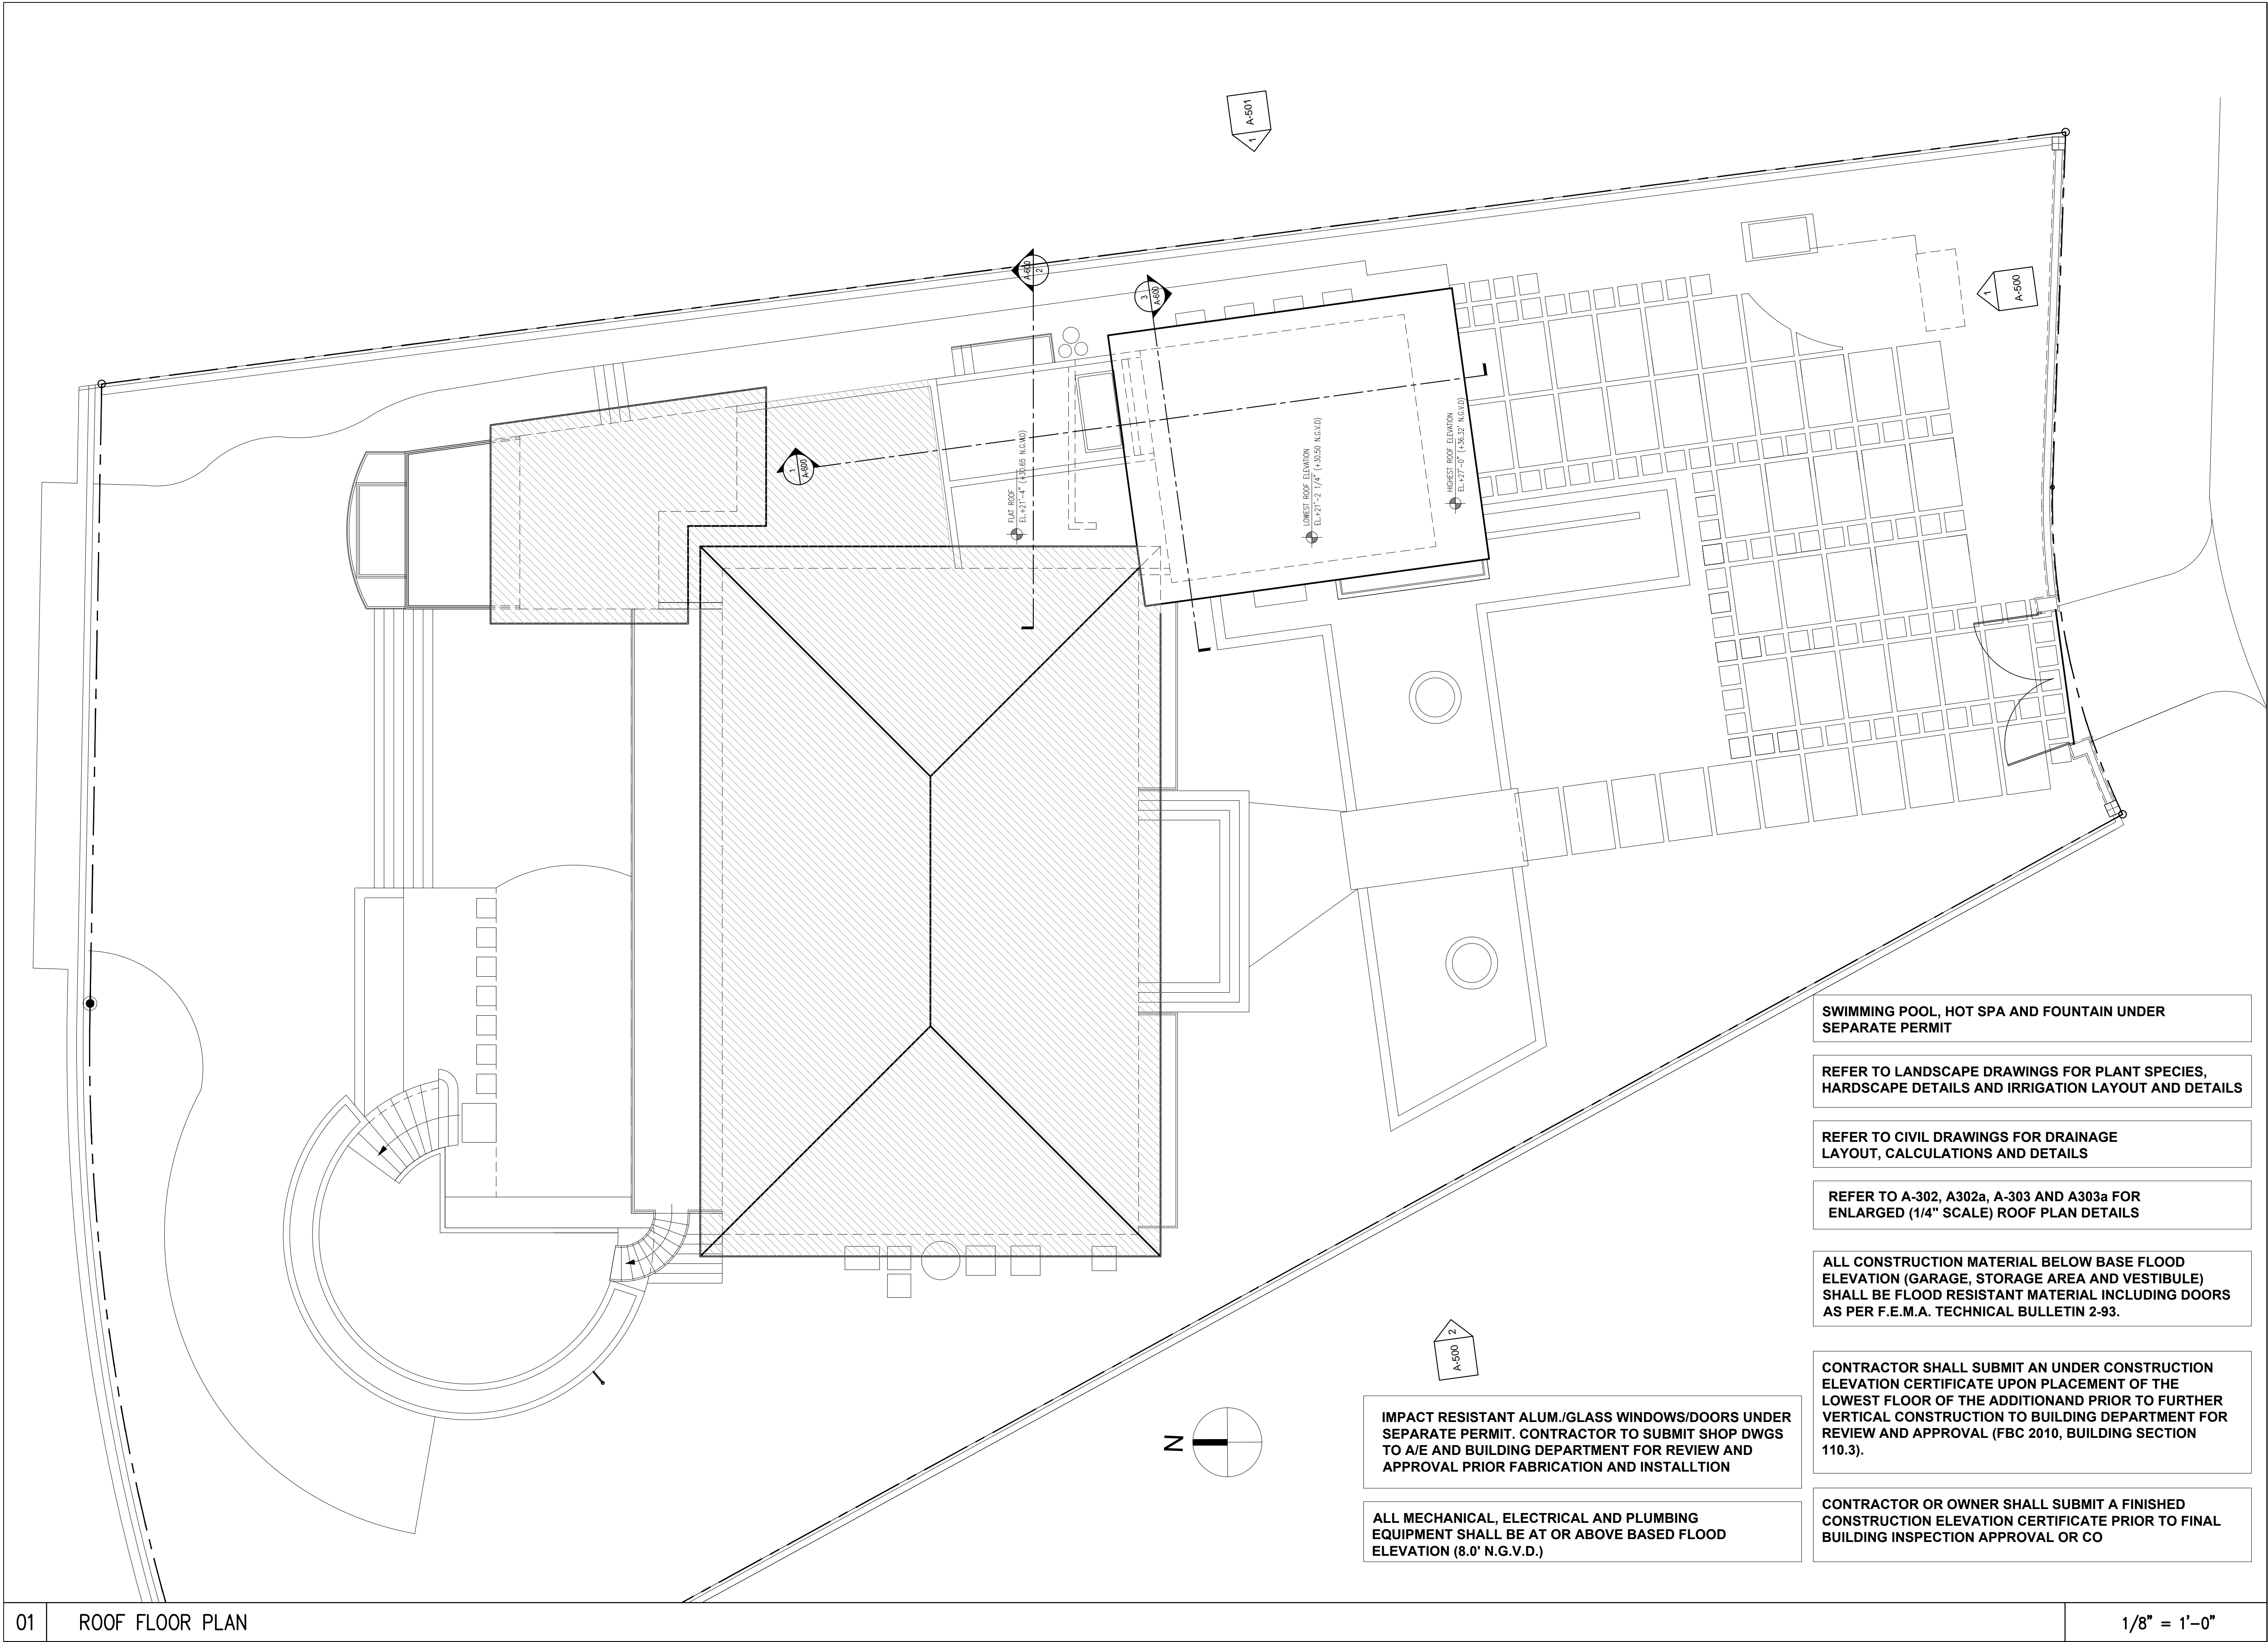 A-501
1
A-600
2
3
A-600
1
A-500
1
A-600
FLAT ROOF
EL.+21'-4" (+30.65 N.G.V.D)
LOWEST ROOF ELEVATION
EL.+21'-2 1/4" (+30.50 N.G.V.D)
HIGHEST ROOF ELEVATION
EL.+27'-0" (+36.32' N.G.V.D)
SWIMMING POOL, HOT SPA AND FOUNTAIN UNDER
SEPARATE PERMIT
REFER TO LANDSCAPE DRAWINGS FOR PLANT SPECIES,
HARDSCAPE DETAILS AND IRRIGATION LAYOUT AND DETAILS
REFER TO CIVIL DRAWINGS FOR DRAINAGE
LAYOUT, CALCULATIONS AND DETAILS
REFER TO A-302, A302a, A-303 AND A303a FOR
ENLARGED (1/4" SCALE) ROOF PLAN DETAILS
ALL CONSTRUCTION MATERIAL BELOW BASE FLOOD
ELEVATION (GARAGE, STORAGE AREA AND VESTIBULE)
SHALL BE FLOOD RESISTANT MATERIAL INCLUDING DOORS
AS PER F.E.M.A. TECHNICAL BULLETIN 2-93.
CONTRACTOR SHALL SUBMIT AN UNDER CONSTRUCTION
ELEVATION CERTIFICATE UPON PLACEMENT OF THE
LOWEST FLOOR OF THE ADDITIONAND PRIOR TO FURTHER
VERTICAL CONSTRUCTION TO BUILDING DEPARTMENT FOR
REVIEW AND APPROVAL (FBC 2010, BUILDING SECTION
110.3).
CONTRACTOR OR OWNER SHALL SUBMIT A FINISHED
CONSTRUCTION ELEVATION CERTIFICATE PRIOR TO FINAL
BUILDING INSPECTION APPROVAL OR CO
2
A-500
N
IMPACT RESISTANT ALUM./GLASS WINDOWS/DOORS UNDER
SEPARATE PERMIT. CONTRACTOR TO SUBMIT SHOP DWGS
TO A/E AND BUILDING DEPARTMENT FOR REVIEW AND
APPROVAL PRIOR FABRICATION AND INSTALLTION
ALL MECHANICAL, ELECTRICAL AND PLUMBING
EQUIPMENT SHALL BE AT OR ABOVE BASED FLOOD
ELEVATION (8.0' N.G.V.D.)
01
ROOF FLOOR PLAN
1/8" = 1'-0"